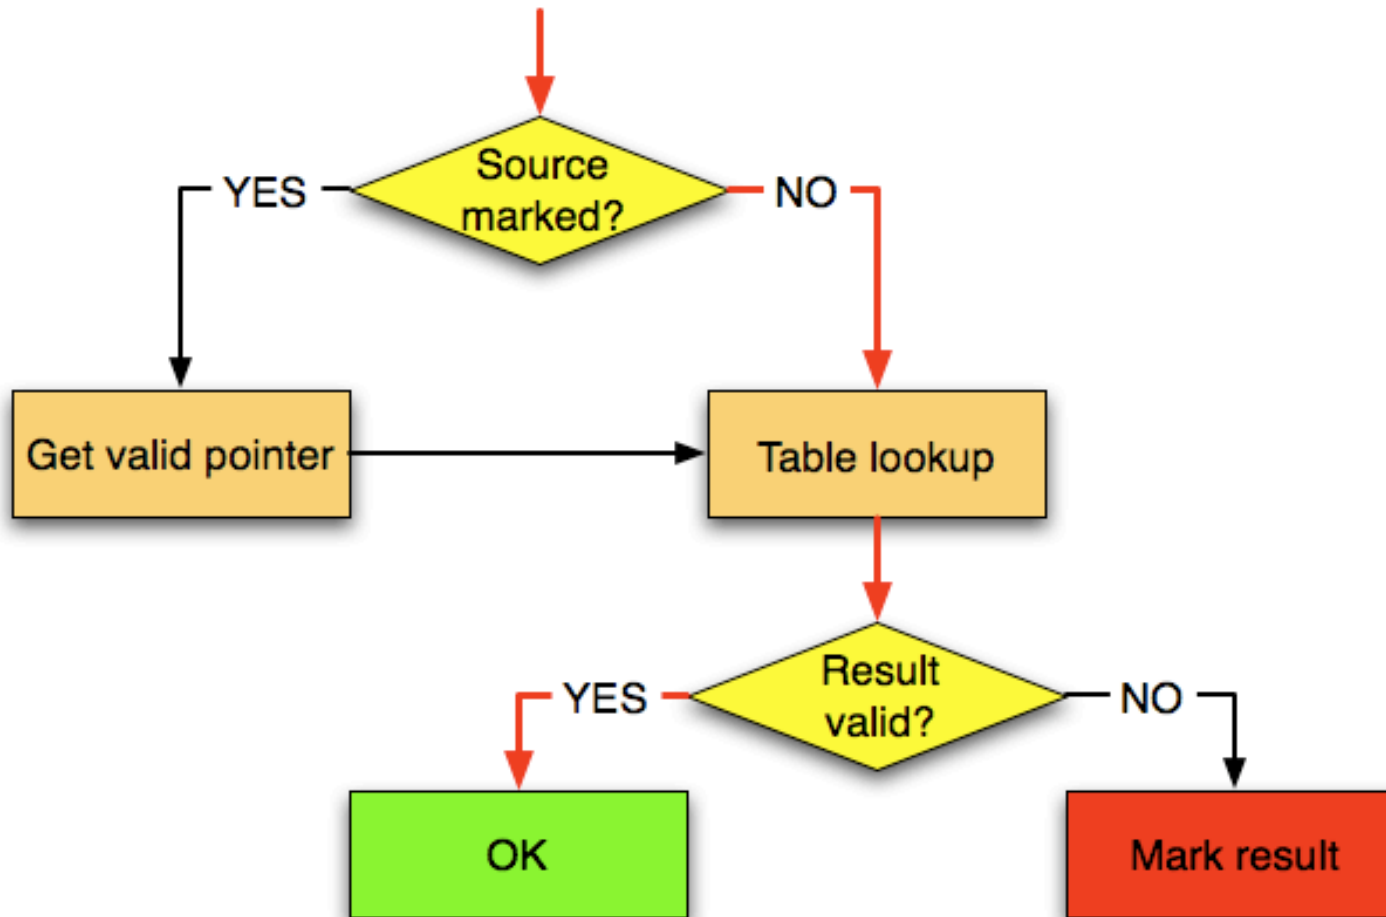 Source
marked?
YES
NO
Get valid pointer
Table lookup
Result
valid?
YES
NO
OK
Mark result